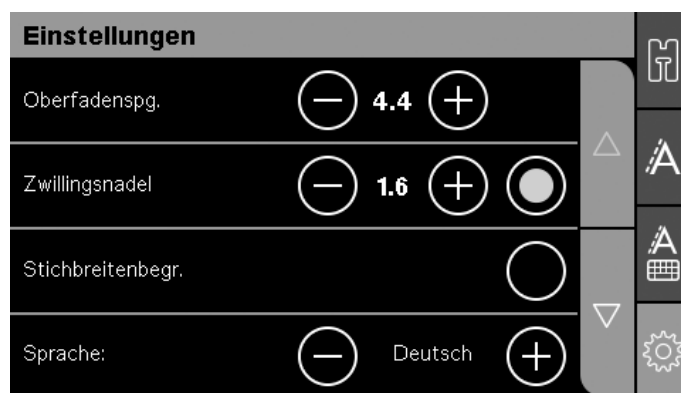 Einstellungen
Oberfadenspg. 4.4
Zwillingsnadel 1.6
Stichbreitenbegr.
Sprache: Deutsch
A
A